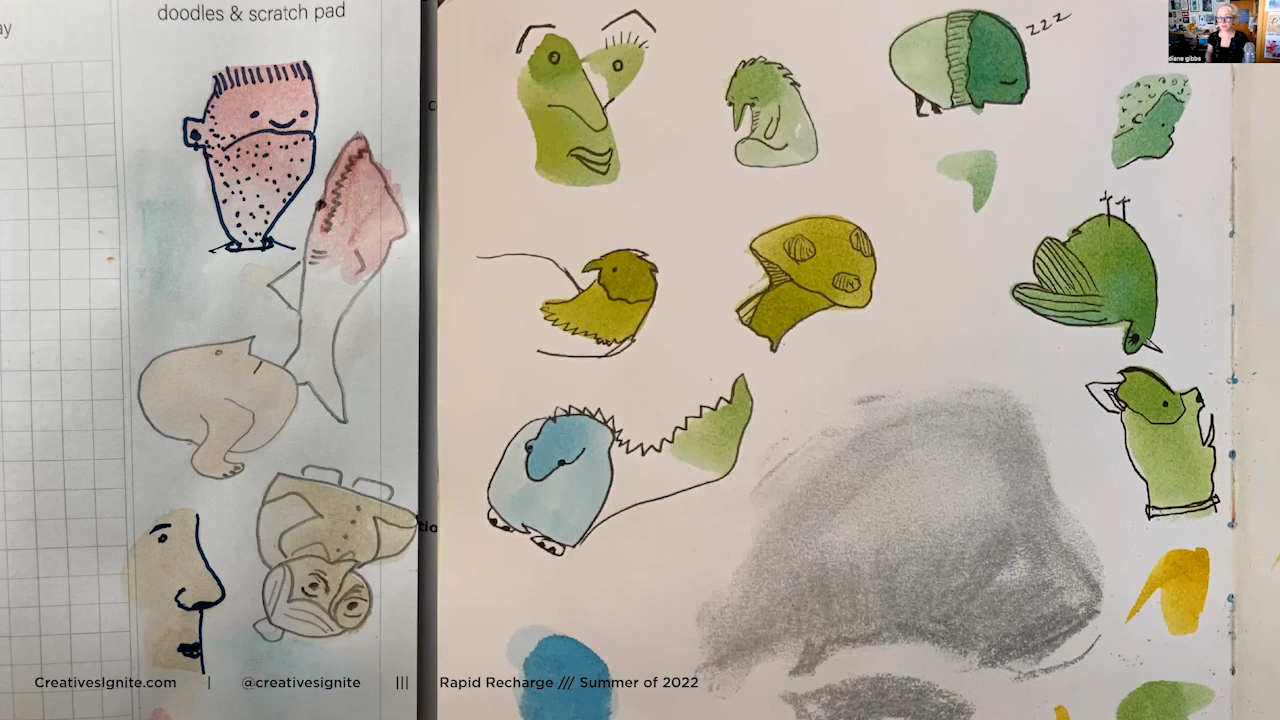 doodles & scratch pad
zzz
diane gibbs
CreativesIgnite.com | @creativesignite ||| Rapid Recharge /// Summer of 2022